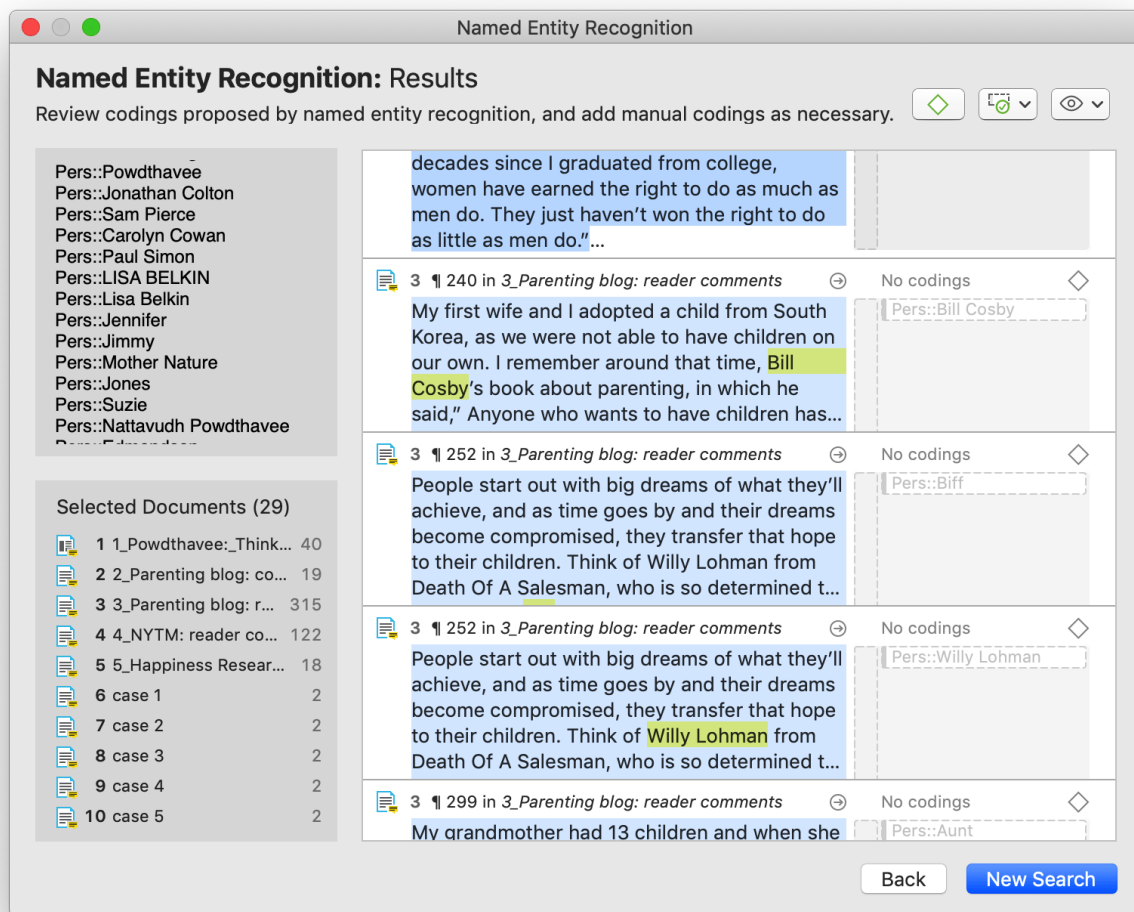 Named Entity Recognition
Named Entity Recognition: Results
Review codings proposed by named entity recognition, and add manual codings as necessary.
Pers::Powdthavee
Pers::Jonathan Colton
Pers::Sam Pierce
Pers::Carolyn Cowan
Pers::Paul Simon
Pers::LISA BELKIN
Pers::Lisa Belkin
Pers::Jennifer
Pers::Jimmy
Pers::Mother Nature
Pers::Jones
Pers::Suzie
Pers::Nattavudh Powdthavee
Selected Documents (29)
1 1_Powdthavee:_Think... 40
2 2_Parenting blog: co... 19
3 3_Parenting blog: r... 315
4 4_NYTM: reader co... 122
5 5_Happiness Resear... 18
6 case 1 2
7 case 2 2
8 case 3 2
9 case 4 2
10 case 5 2
decades since I graduated from college,
women have earned the right to do as much as
men do. They just haven’t won the right to do
as little as men do.”...
3 ¶ 240 in 3_Parenting blog: reader comments
No codings
Pers::Bill Cosby
My first wife and I adopted a child from South
Korea, as we were not able to have children on
our own. I remember around that time, Bill
Cosby’s book about parenting, in which he
said,” Anyone who wants to have children has...
3 ¶ 252 in 3_Parenting blog: reader comments
No codings
Pers::Biff
People start out with big dreams of what they’ll
achieve, and as time goes by and their dreams
become compromised, they transfer that hope
to their children. Think of Willy Lohman from
Death Of A Salesman, who is so determined t...
3 ¶ 252 in 3_Parenting blog: reader comments
No codings
Pers::Willy Lohman
People start out with big dreams of what they’ll
achieve, and as time goes by and their dreams
become compromised, they transfer that hope
to their children. Think of Willy Lohman from
Death Of A Salesman, who is so determined t...
3 ¶ 299 in 3_Parenting blog: reader comments
No codings
Pers::Aunt
My grandmother had 13 children and when she
Back
New Search